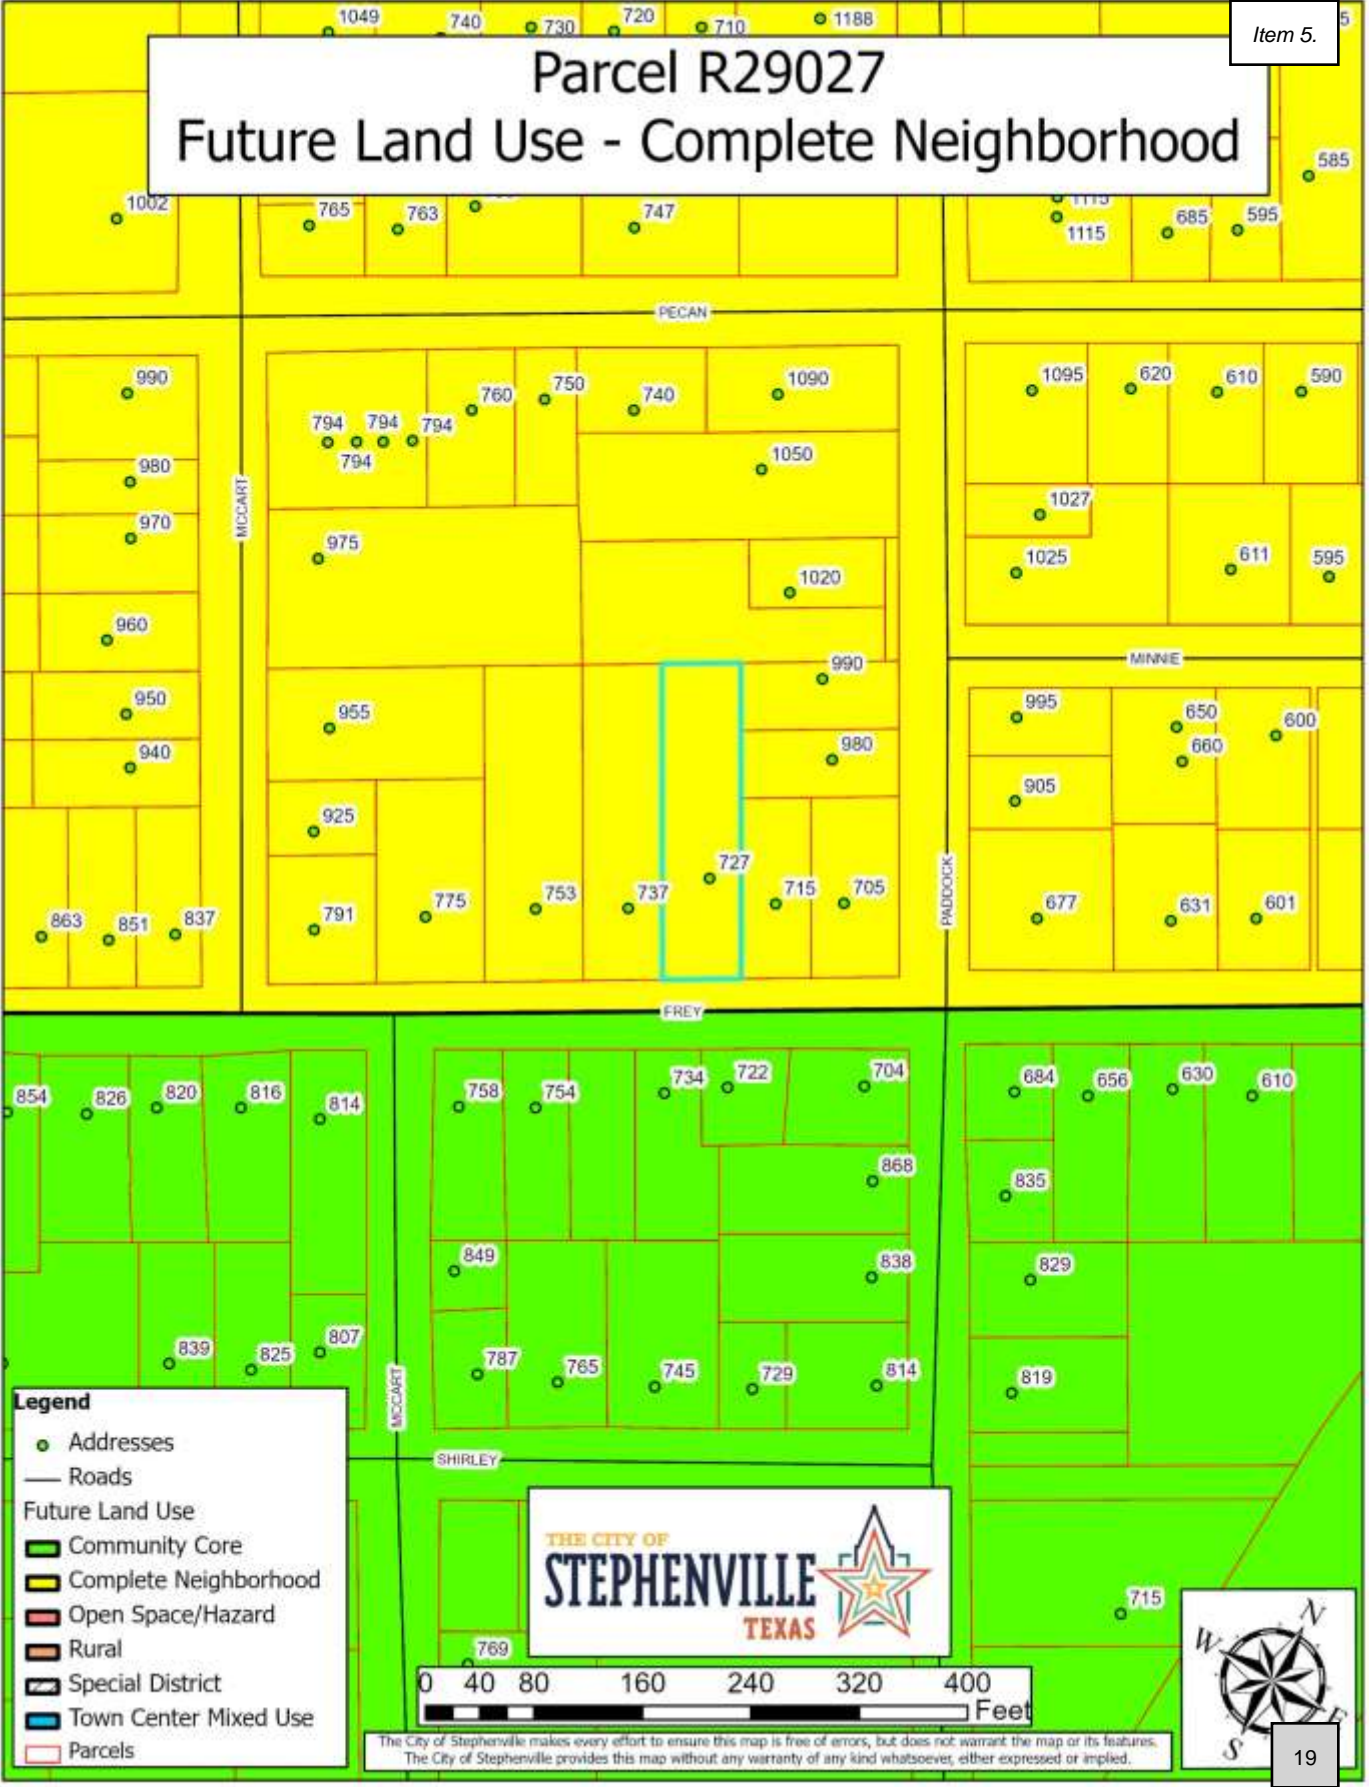 1049
740
730
720
710
1188
5
Item 5.
Parcel R29027
Future Land Use - Complete Neighborhood
585
1002
765
763
747
1115
1115
685
595
PECAN
990
760
750
740
1090
1095
620
610
590
794
794
794
794
980
1050
MCCART
970
1027
975
1025
611
595
1020
960
MINNIE
990
950
955
995
650
600
940
980
660
925
905
727
PADDOCK
863
851
837
791
775
753
737
715
705
677
631
601
FREY
854
826
820
816
814
758
754
734
722
704
684
656
630
610
868
835
849
838
829
839
825
807
787
765
745
729
814
819
MCCART
SHIRLEY
Legend
Addresses
Roads
Future Land Use
Community Core
Complete Neighborhood
Open Space/Hazard
Rural
Special District
Town Center Mixed Use
Parcels
THE CITY OF
STEPHENVILLE
TEXAS
715
769
0 40 80 160 240 320 400
Feet
N
W
E
S
The City of Stephenville makes every effort to ensure this map is free of errors, but does not warrant the map or its features.
The City of Stephenville provides this map without any warranty of any kind whatsoever, either expressed or implied.
19